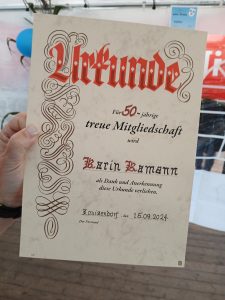 Urkunde
Für 50-jährige
treue Mitgliedschaft
wird
Karin Kamann
als Dank und Anerkennung
diese Urkunde verliehen.
den 15.09.2024
Der Vorstand